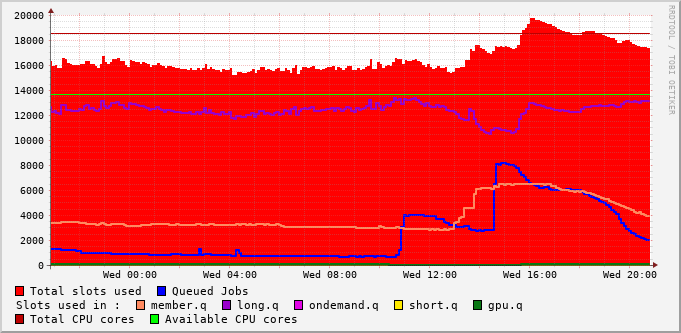 20000
18000
16000
14000
12000
10000
8000
6000
4000
2000
0
Wed 00:00 Wed 04:00 Wed 08:00 Wed 12:00 Wed 16:00 Wed 20:00
RRDTOOL / TOBI OETIKER
Total slots used Queued Jobs
Slots used in : member.q long.q ondemand.q short.q gpu.q
Total CPU cores Available CPU cores